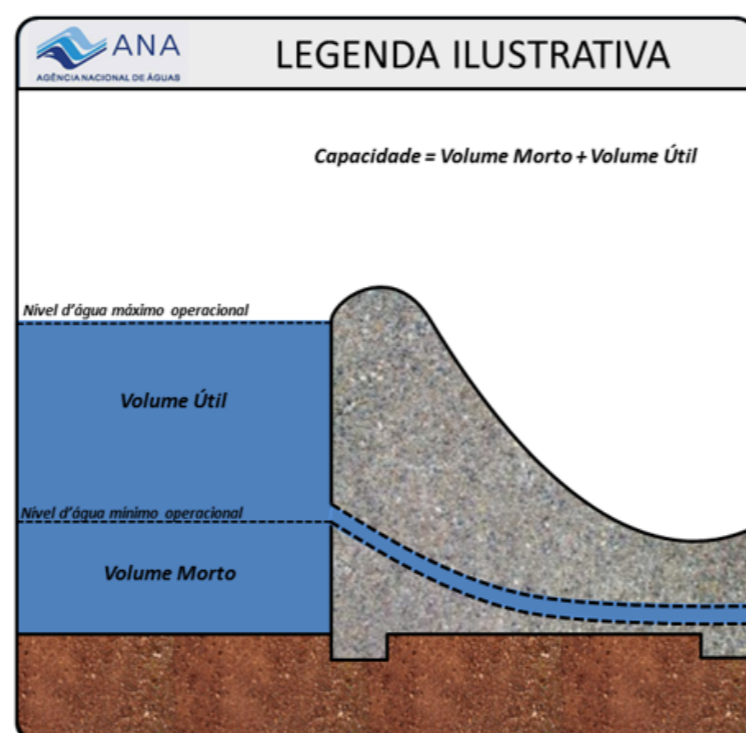 ANA
AGÊNCIA NACIONAL DE ÁGUAS
LEGENDA ILUSTRATIVA
Capacidade = Volume Morto + Volume Útil
Nível d'água máximo operacional
Volume Útil
Nível d'água mínimo operacional
Volume Morto